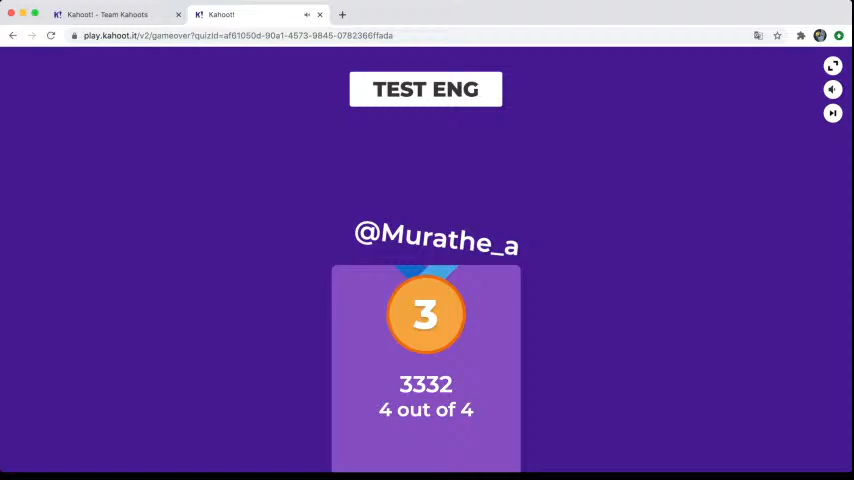 K! Kahoot! - Team Kahoots
K! Kahoot!
play.kahoot.it/v2/gameover?quizId=af61050d-90a1-4573-9845-0782366ffada
TEST ENG
@Murathe_a
3
3332
4 out of 4